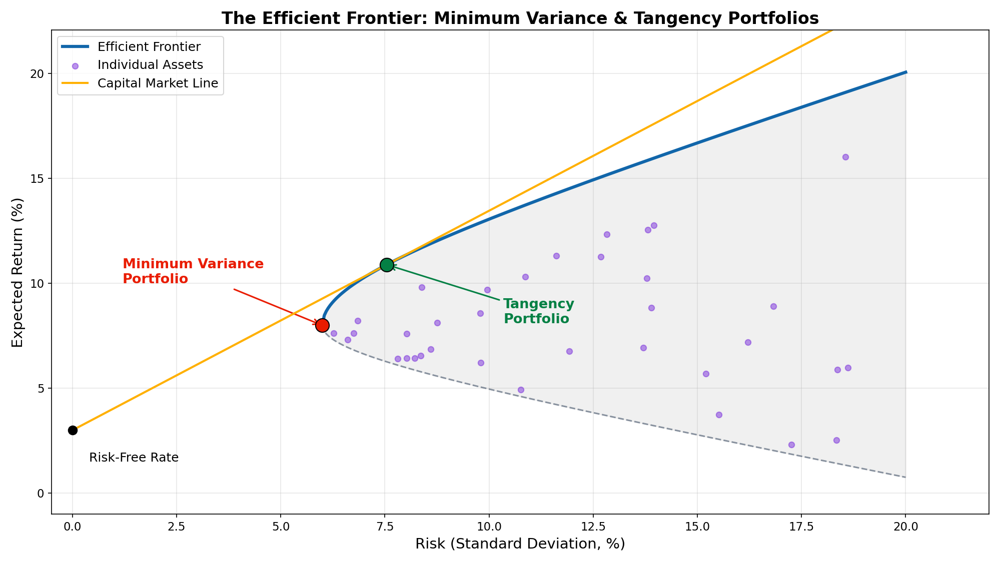 The Efficient Frontier: Minimum Variance & Tangency Portfolios
Efficient Frontier
Individual Assets
Capital Market Line
Expected Return (%)
20
15
10
5
0
Minimum Variance
Portfolio
Tangency
Portfolio
Risk-Free Rate
0.0 2.5 5.0 7.5 10.0 12.5 15.0 17.5 20.0
Risk (Standard Deviation, %)